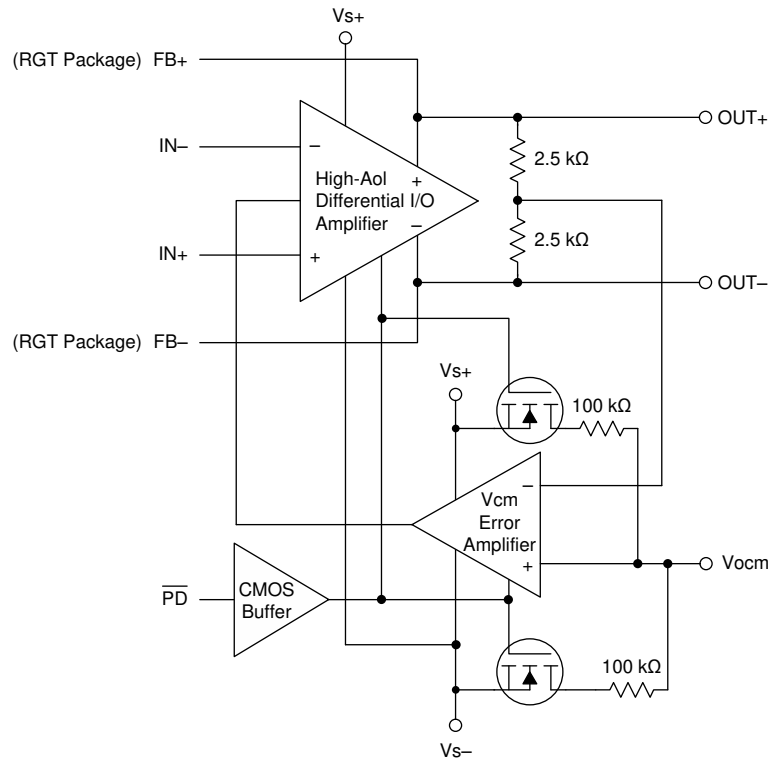 Vs+
(RGT Package) FB+
OUT+
IN–
–
2.5 kΩ
High-Aol
Differential I/O
Amplifier
+
–
2.5 kΩ
IN+
+
OUT–
(RGT Package) FB–
Vs+
100 kΩ
–
Vcm
Error
Amplifier
+
Vocm
PD
CMOS
Buffer
100 kΩ
Vs–